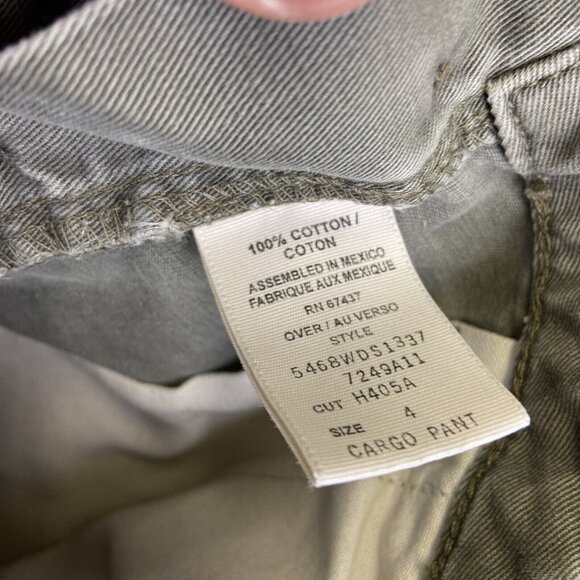 100% COTTON/
COTON
ASSEMBLED IN MEXICO
FABRIQUE AUX MEXIQUE
RN 67437
OVER/AU VERSO
STYLE
5468WDS1337
7249A11
CUT H405A
SIZE 4
CARGO PANT